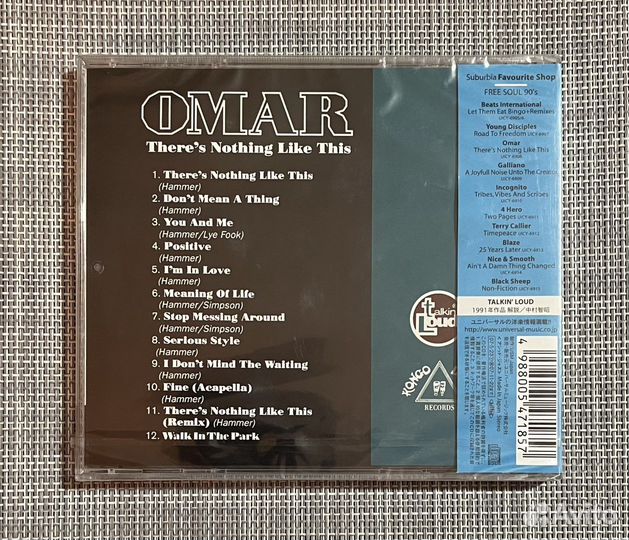 OMAR
There's Nothing Like This
1. There's Nothing Like This
(Hammer)
2. Don't Mean A Thing
(Hammer)
3. You And Me
(Hammer/Lye Fook)
4. Positive
(Hammer)
5. I'm In Love
(Hammer)
6. Meaning Of Life
(Hammer/Simpson)
7. Stop Messing Around
(Hammer/Simpson)
8. Serious Style
(Hammer)
9. I Don't Mind The Waiting
(Hammer)
10. Fine (Acapella)
(Hammer)
11. There's Nothing Like This
(Remix) (Hammer)
12. Walk In The Park
talkin'
Loud
KONGO
RECORDS
Suburbia Favourite Shop
FREE SOUL 90's
Beats International
Let Them Eat Bingo+Remixes
Young Disciples
Road To Freedom
Omar
There's Nothing Like This
Galliano
A Joyfull Noise Unto The Creator
Incognito
Tribes, Vibes And Scribes
4 Hero
Two Pages
Terry Callier
Timepeace
Blaze
25 Years Later
Nice & Smooth
Ain't A Damn Thing Changed
Black Sheep
Non-Fiction
TALKIN' LOUD
1991年作品 解説／中村智昭
ユニバーサルの洋楽情報満載!!
http://www.universal-music.co.jp
4 988005 471857
Avito